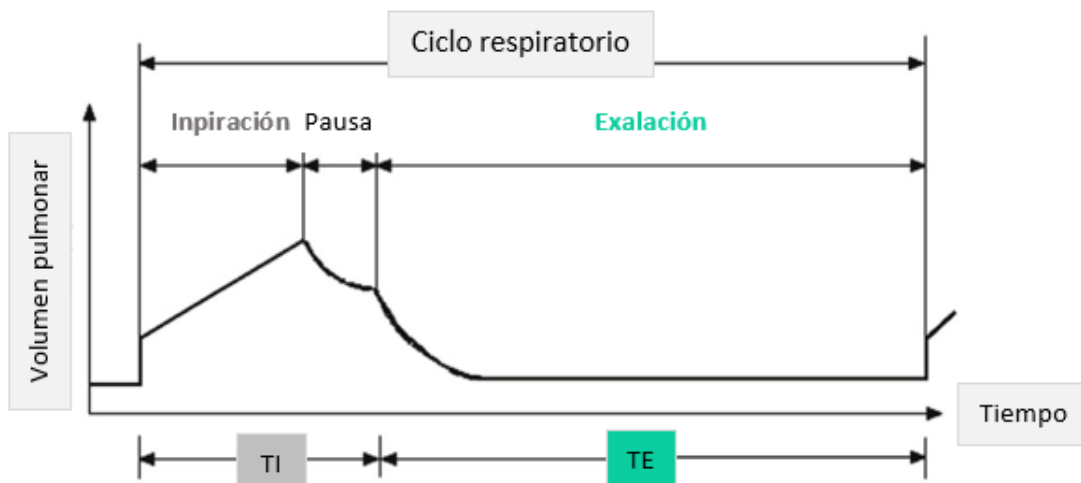 Ciclo respiratorio
Inpiración Pausa Exalación
Volumen pulmonar
Tiempo
TI TE